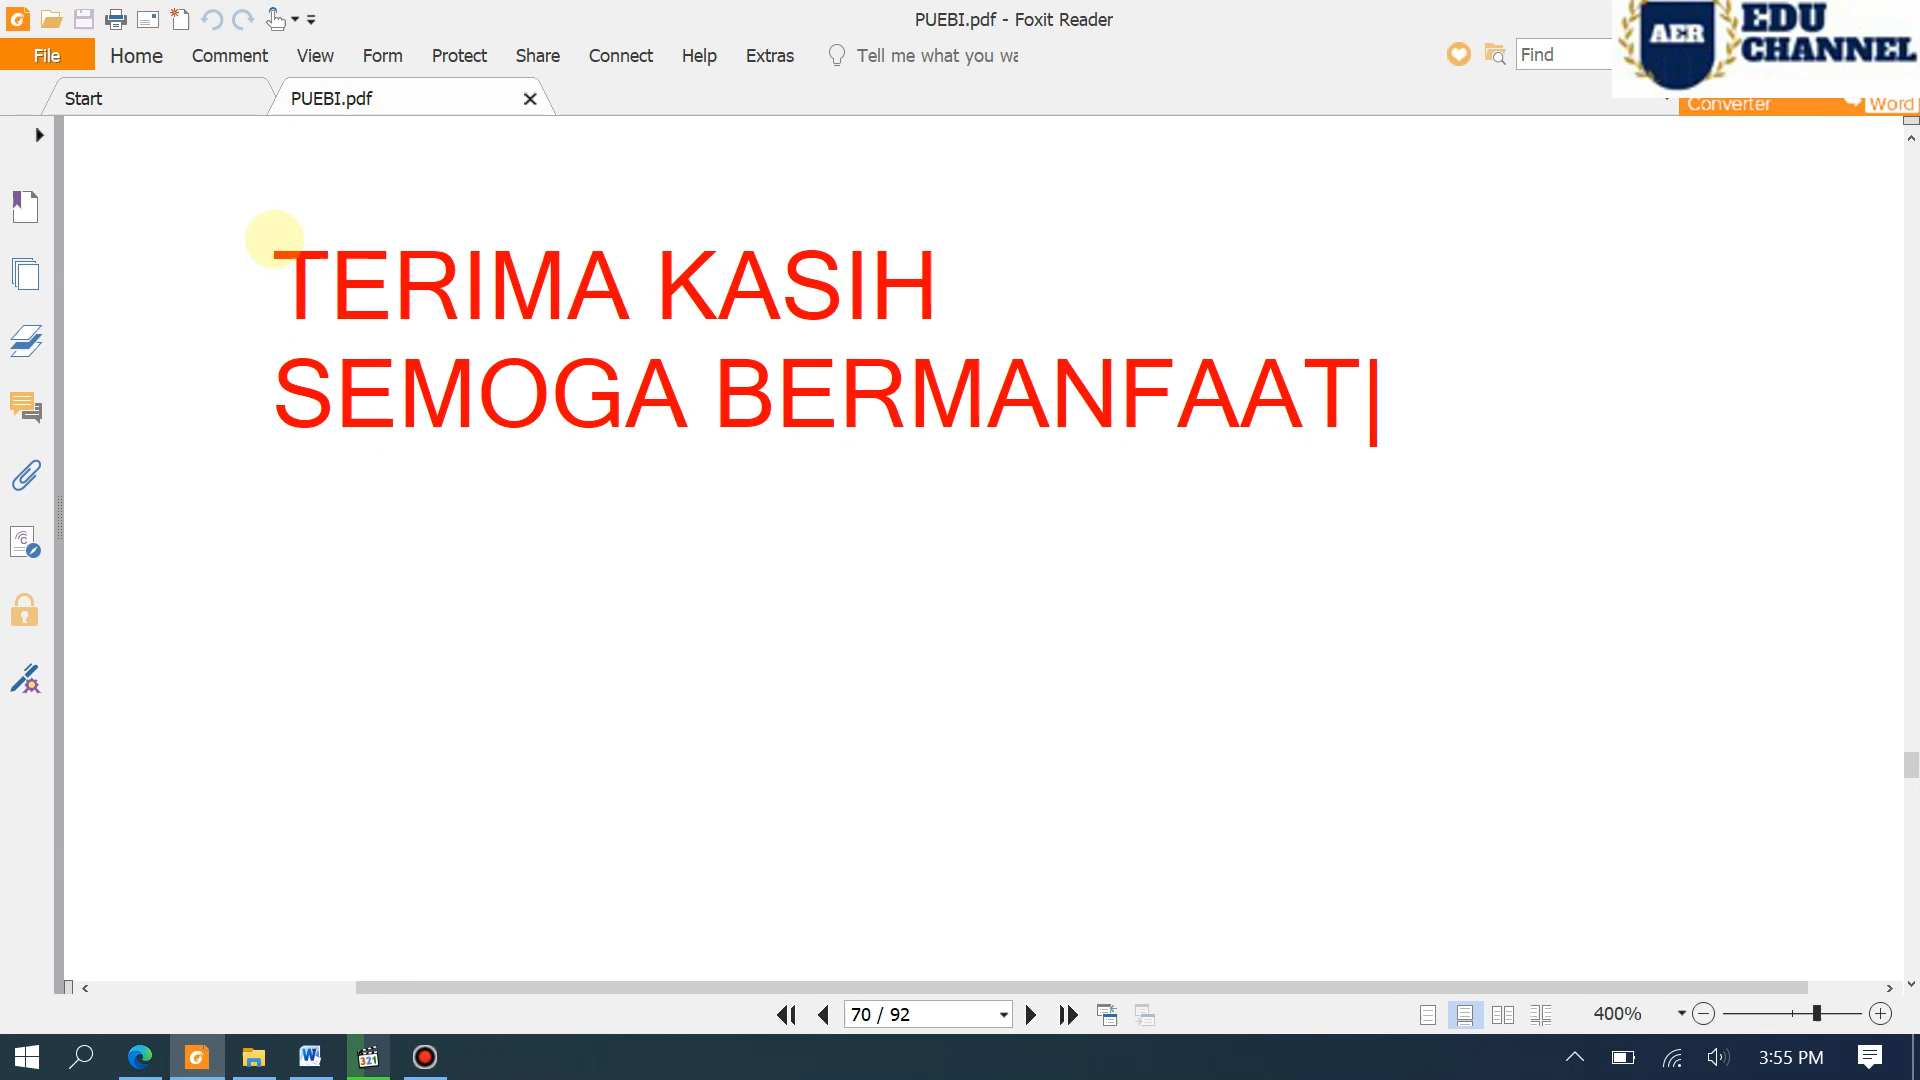 PUEBI.pdf - Foxit Reader
File Home Comment View Form Protect Share Connect Help Extras Tell me what you wa Find
AER EDU CHANNEL
Start PUEBI.pdf
Converter Word
TERIMA KASIH
SEMOGA BERMANFAAT
70 / 92
400%
3:55 PM